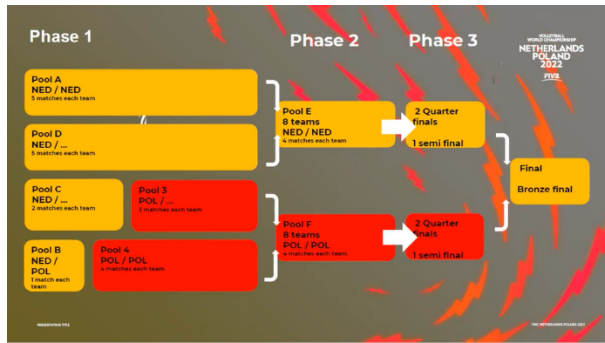 Phase 1
Phase 2
Phase 3
VOLLEYBALL
WORLD CHAMPIONSHIP
NETHERLANDS
POLAND
2022
FIVB
Pool A
NED / NED
5 matches each team
Pool D
NED / ...
5 matches each team
Pool C
NED / ...
2 matches each team
Pool 3
POL / ...
3 matches each team
Pool B
NED /
POL
1 match each
team
Pool 4
POL / POL
4 matches each team
Pool E
8 teams
NED / NED
4 matches each team
Pool F
8 teams
POL / POL
4 matches each team
2 Quarter
finals
1 semi final
2 Quarter
finals
1 semi final
Final
Bronze final